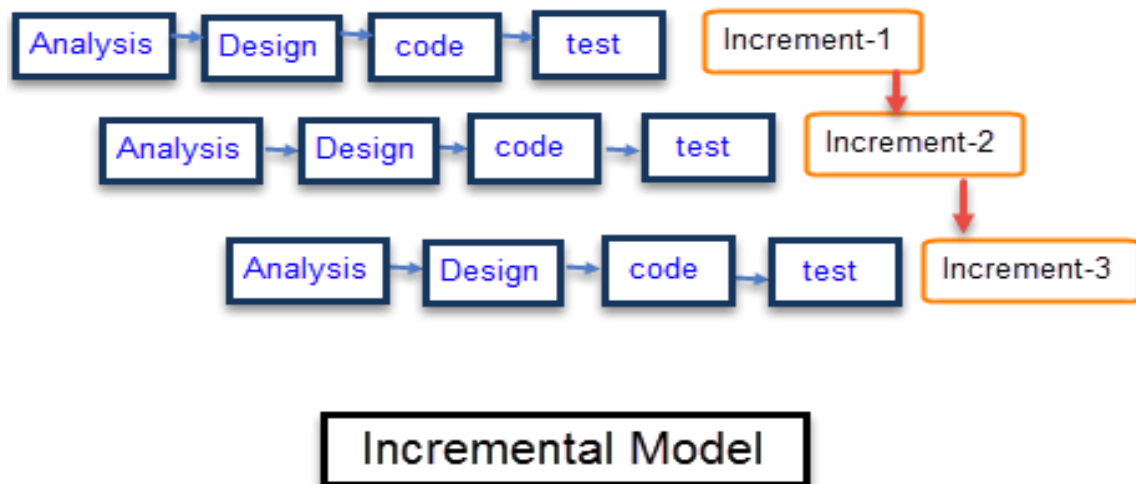 Analysis Design code test Increment-1
Analysis Design code test Increment-2
Analysis Design code test Increment-3
Incremental Model